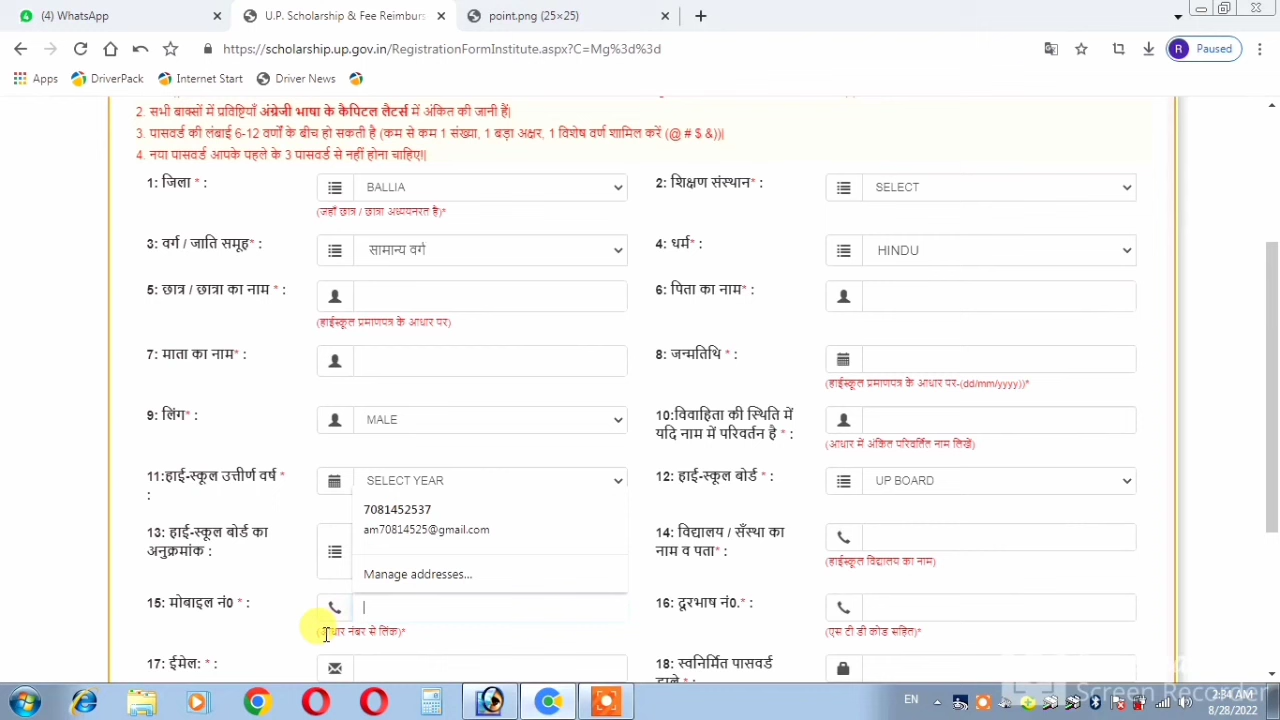 (4) WhatsApp
U.P. Scholarship & Fee Reimburs
point.png (25×25)
https://scholarship.up.gov.in/RegistrationFormInstitute.aspx?C=Mg%3d%3d
R Paused
Apps DriverPack Internet Start Driver News
2. सभी बाक्सों में प्रविष्टियाँ अंग्रेजी भाषा के कैपिटल लैटर्स में अंकित की जानी हैं|
3. पासवर्ड की लंबाई 6-12 वर्णों के बीच हो सकती है (कम से कम 1 संख्या, 1 बड़ा अक्षर, 1 विशेष वर्ण शामिल करें (@ # $ &))|
4. नया पासवर्ड आपके पहले के 3 पासवर्ड से नहीं होना चाहिए!|
1: जिला * : BALLIA 2: शिक्षण संस्थान* : SELECT
(जहाँ छात्र / छात्रा अध्ययनरत है)*
3: वर्ग / जाति समूह* : सामान्य वर्ग 4: धर्म* : HINDU
5: छात्र / छात्रा का नाम * : 6: पिता का नाम* :
(हाईस्कूल प्रमाणपत्र के आधार पर)
7: माता का नाम* : 8: जन्मतिथि * :
(हाईस्कूल प्रमाणपत्र के आधार पर-(dd/mm/yyyy))*
9: लिंग* : MALE 10:विवाहिता की स्थिति में
यदि नाम में परिवर्तन है * :
(आधार में अंकित परिवर्तित नाम लिखें)
11:हाई-स्कूल उत्तीर्ण वर्ष * SELECT YEAR 12: हाई-स्कूल बोर्ड * : UP BOARD
:
7081452537
am70814525@gmail.com
13: हाई-स्कूल बोर्ड का 14: विद्यालय / सँस्था का
अनुक्रमांक : नाम व पता* :
(हाईस्कूल विद्यालय का नाम)
Manage addresses...
15: मोबाइल नं0 * : 16: दूरभाष नं0.* :
(आधार नंबर से लिंक)* (एस टी डी कोड सहित)*
17: ईमेल: * : 18: स्वनिर्मित पासवर्ड
डाले * :
Screen Recorder
EN 2:34 AM
8/28/2022